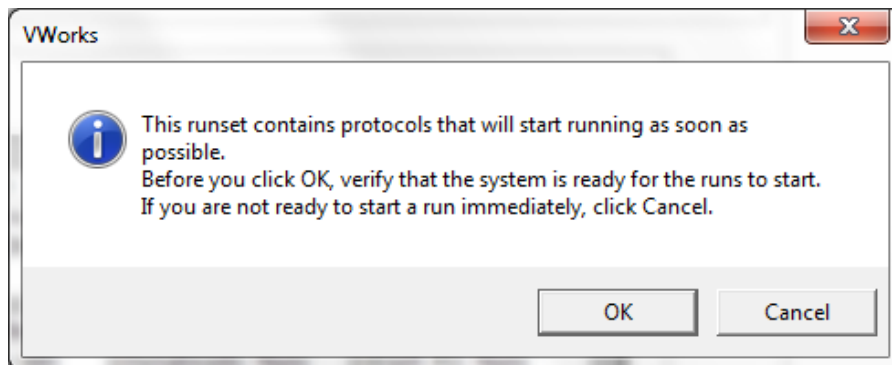 VWorks
This runset contains protocols that will start running as soon as
possible.
Before you click OK, verify that the system is ready for the runs to start.
If you are not ready to start a run immediately, click Cancel.
OK
Cancel